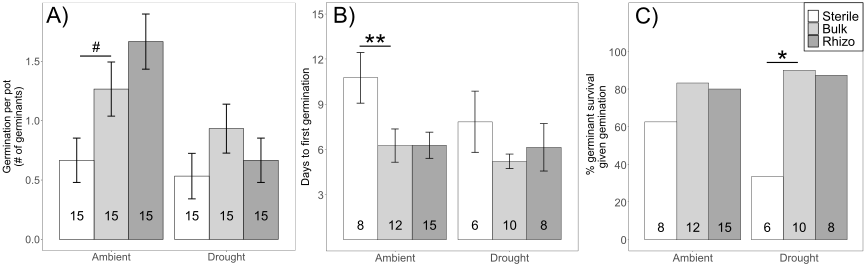 A)
Germination per pot
(# of germinants)
1.5
1.0
0.5
0.0
#
15
15
15
15
15
15
Ambient
Drought
B)
Days to first germination
15
12
9
6
3
**
8
12
15
6
10
8
Ambient
Drought
C)
% germinant survival
given germination
100
80
60
40
20
0
*
8
12
15
6
10
8
Ambient
Drought
Sterile
Bulk
Rhizo